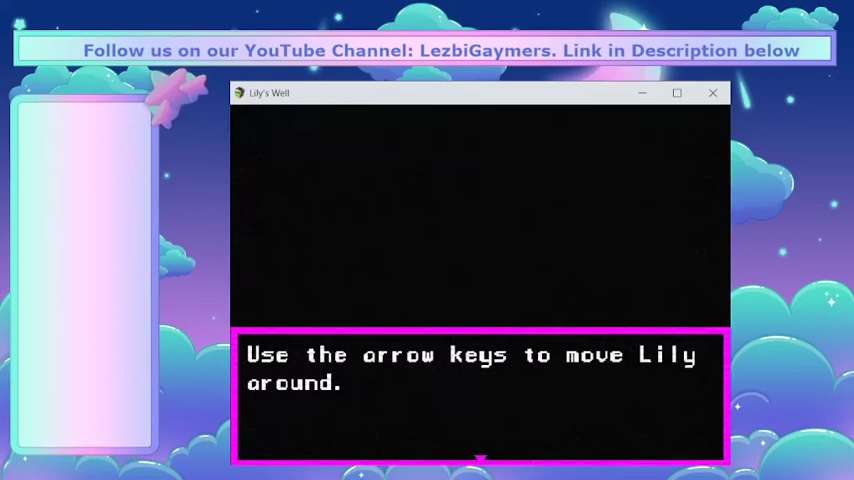 Follow us on our YouTube Channel: LezbiGaymers. Link in Description below
Lily's Well
Use the arrow keys to move Lily
around.